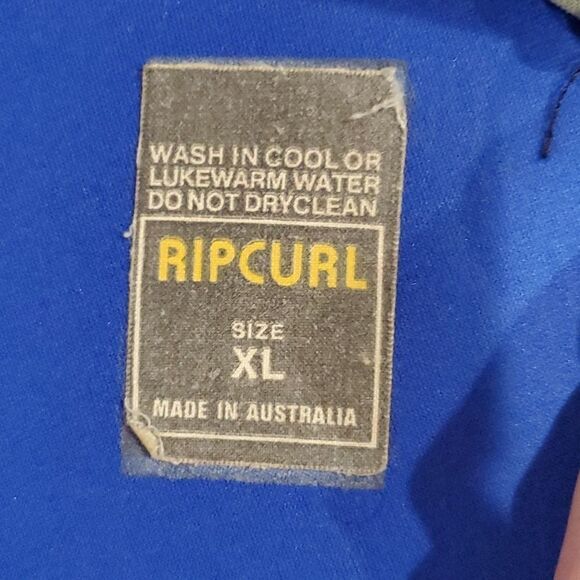 WASH IN COOL OR
LUKEWARM WATER
DO NOT DRYCLEAN
RIPCURL
SIZE
XL
MADE IN AUSTRALIA